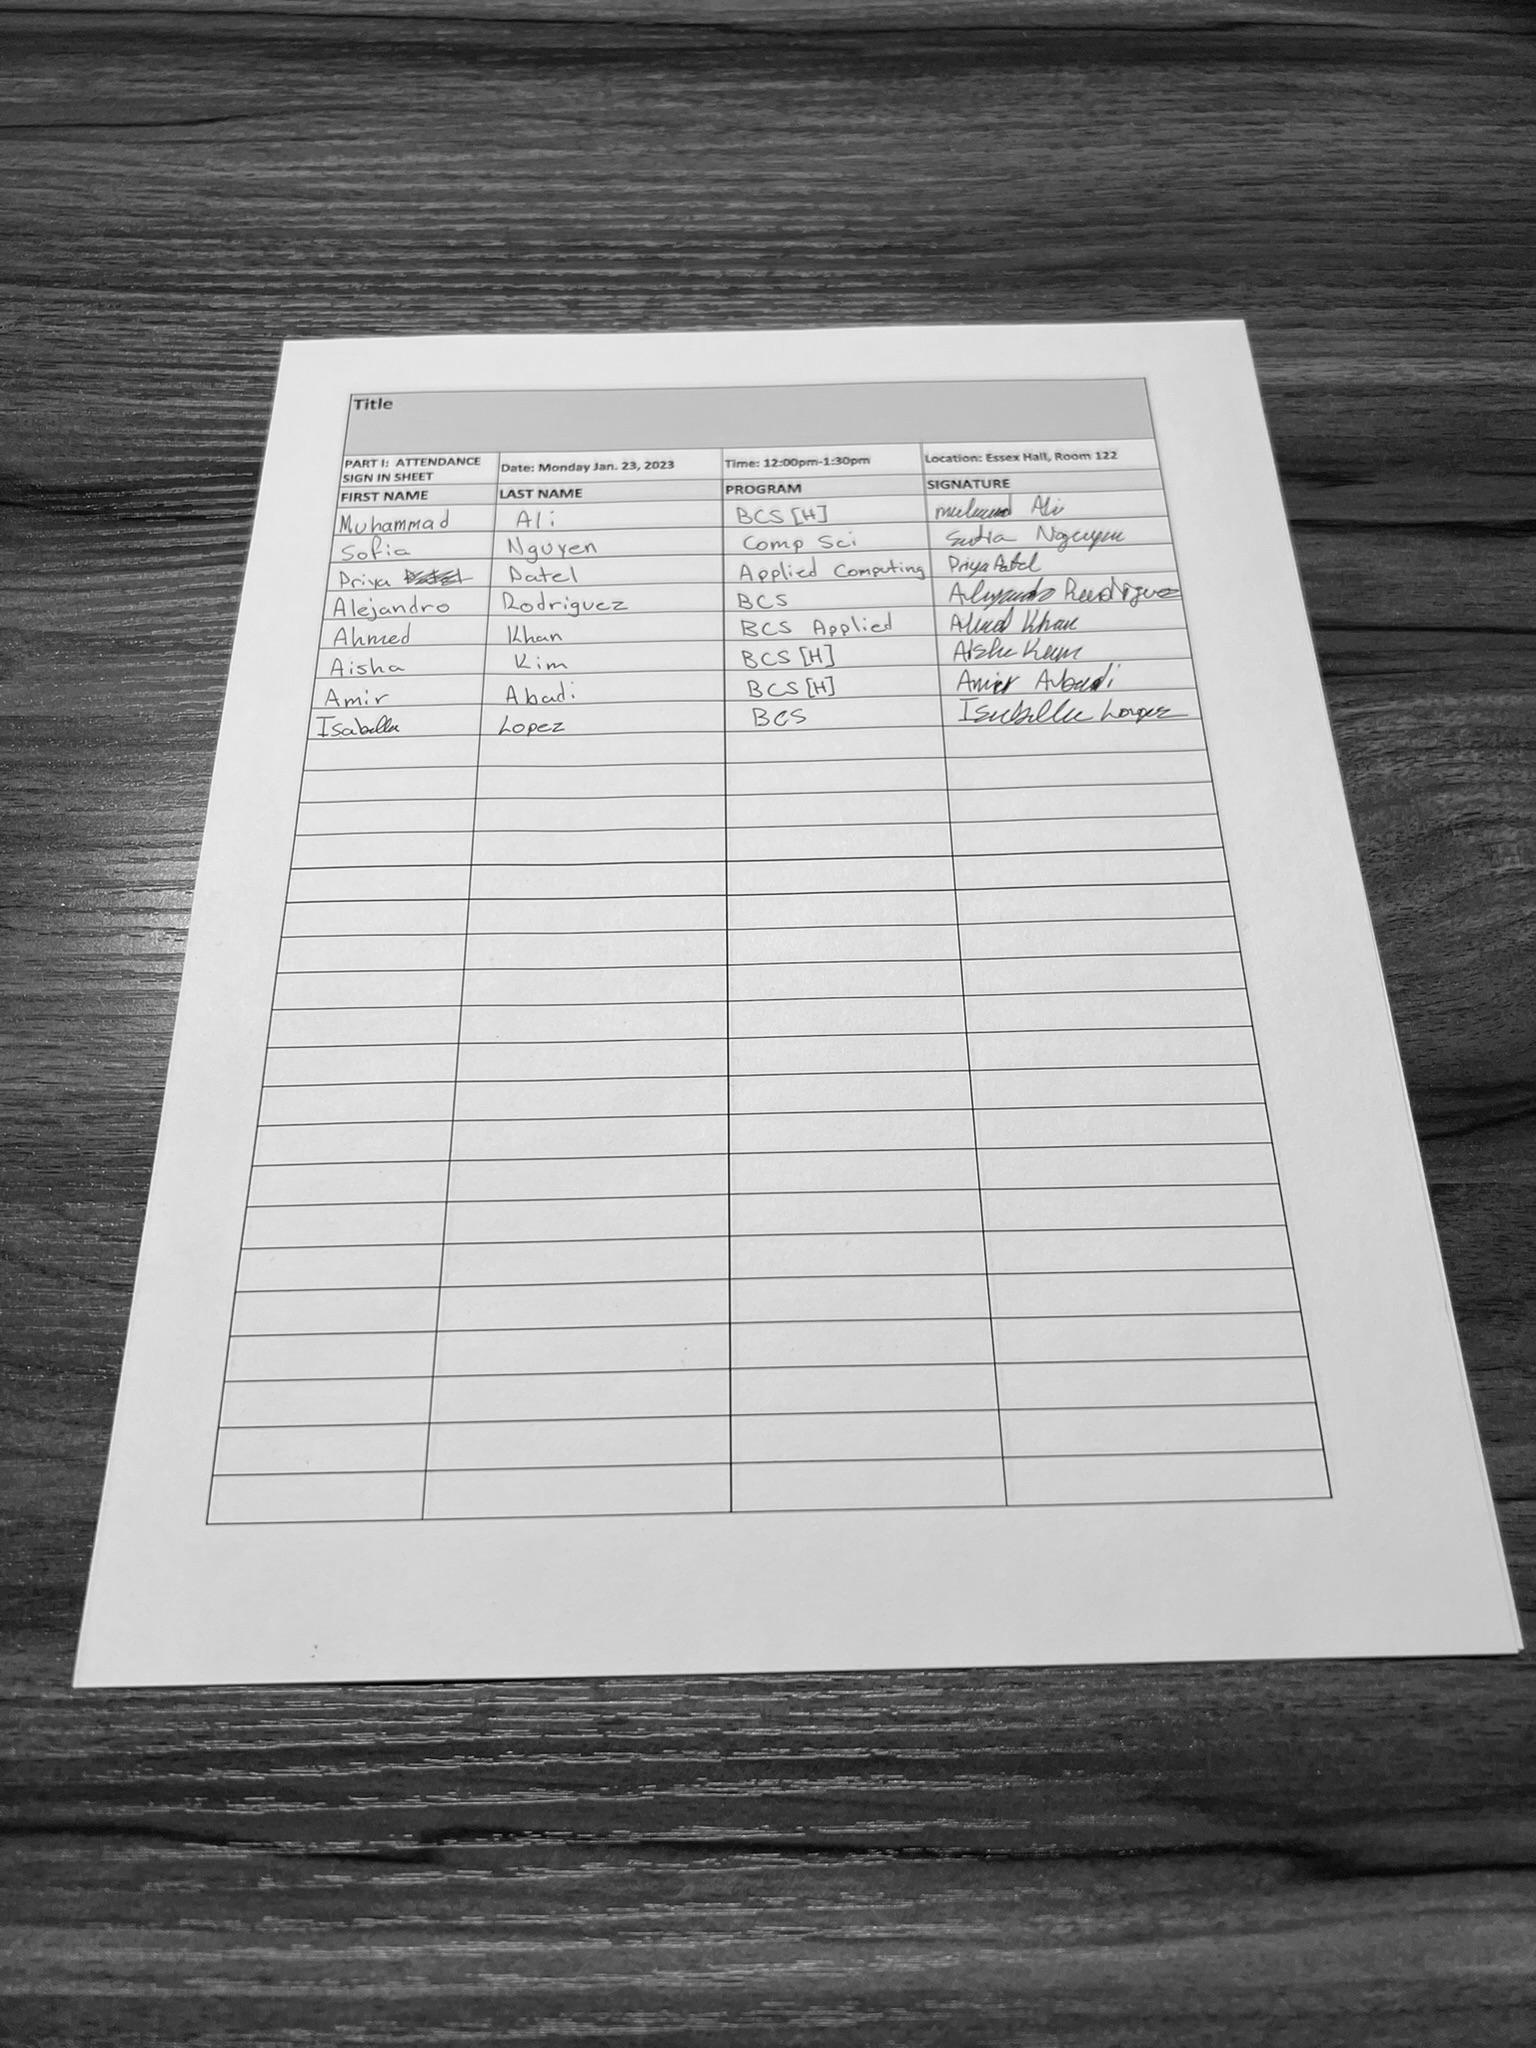 Title
PART I: ATTENDANCE SIGN IN SHEET Date: Monday Jan. 23, 2023 Time: 12:00pm-1:30pm Location: Essex Hall, Room 122
FIRST NAME LAST NAME PROGRAM SIGNATURE
Muhammad Ali BCS [H] Ali
Sofia Nguyen Comp Sci Nguyen
Priya Patel Applied Computing Priya Patel
Alejandro Rodriguez BCS Alejandro Rodriguez
Ahmed Khan BCS Applied Ahmed Khan
Aisha Kim BCS [H] Aisha Kim
Amir Abadi BCS [H] Amir Abadi
Isabella Lopez BCS Isabella Lopez